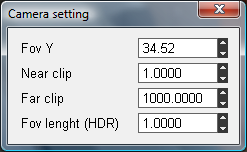 Camera setting
Fov Y 34.52
Near clip 1.0000
Far clip 1000.0000
Fov lenght (HDR) 1.0000